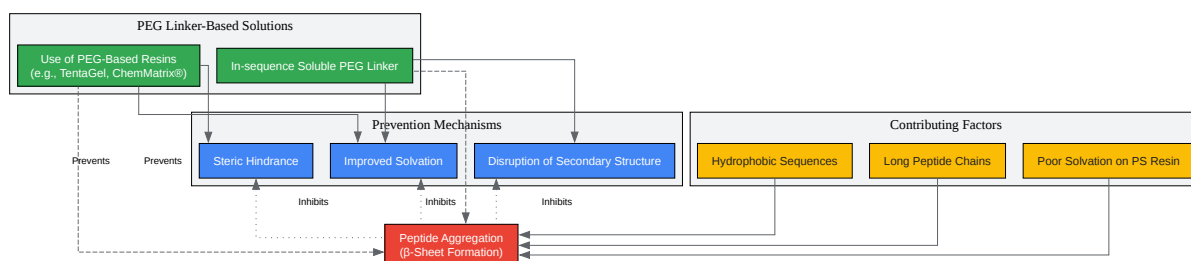 PEG Linker-Based Solutions
Use of PEG-Based Resins
(e.g., TentaGel, ChemMatrix®)
In-sequence Soluble PEG Linker
Prevention Mechanisms
Contributing Factors
Prevents
Prevents
Steric Hindrance
Improved Solvation
Disruption of Secondary Structure
Hydrophobic Sequences
Long Peptide Chains
Poor Solvation on PS Resin
Inhibits
Inhibits
Inhibits
Peptide Aggregation
(β-Sheet Formation)